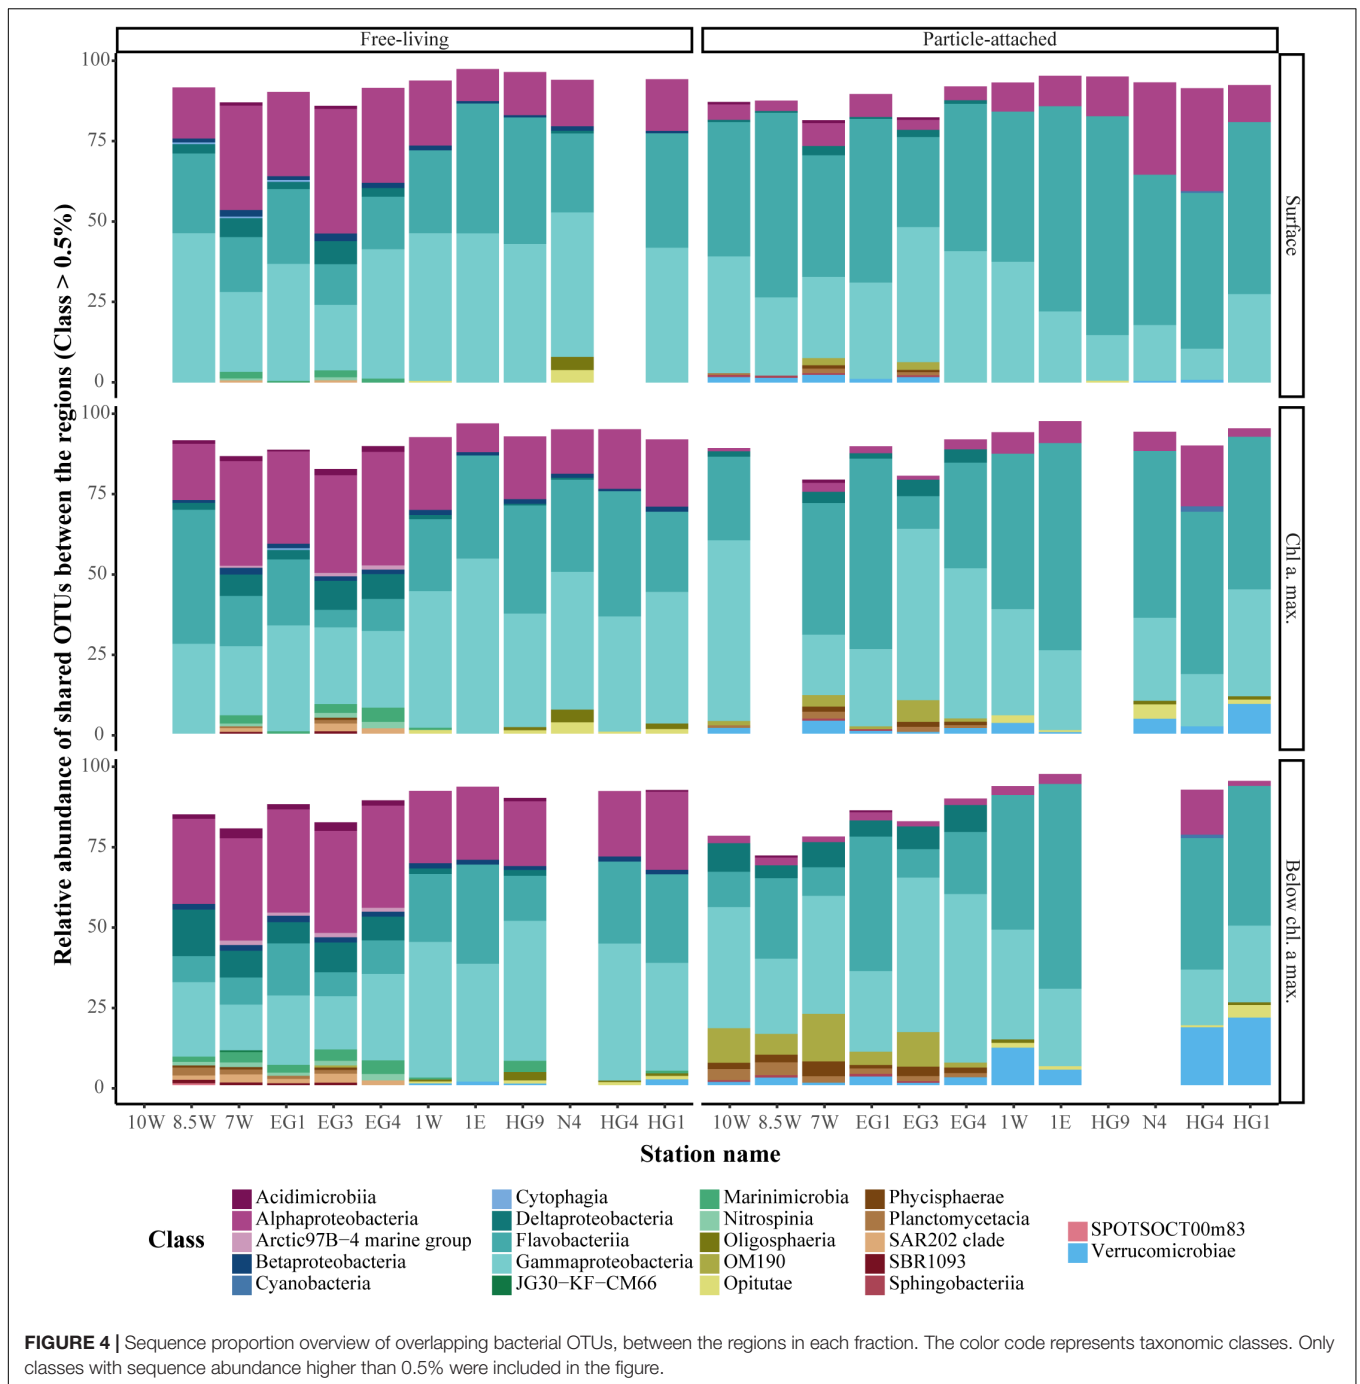 Free-living
Particle-attached
Relative abundance of shared OTUs between the regions (Class > 0.5%)
100
75
50
25
0
Surface
100
75
50
25
0
Chl a. max.
100
75
50
25
0
Below chl. a max.
10W 8.5W 7W EG1 EG3 EG4 1W 1E HG9 N4 HG4 HG1
10W 8.5W 7W EG1 EG3 EG4 1W 1E HG9 N4 HG4 HG1
Station name
Class
Acidimicrobiia
Alphaproteobacteria
Arctic97B−4 marine group
Betaproteobacteria
Cyanobacteria
Cytophagia
Deltaproteobacteria
Flavobacteriia
Gammaproteobacteria
JG30−KF−CM66
Marinimicrobia
Nitrospinia
Oligosphaeria
OM190
Opitutae
Phycisphaerae
Planctomycetacia
SAR202 clade
SBR1093
Sphingobacteriia
SPOTSOCT00m83
Verrucomicrobiae
FIGURE 4 | Sequence proportion overview of overlapping bacterial OTUs, between the regions in each fraction. The color code represents taxonomic classes. Only
classes with sequence abundance higher than 0.5% were included in the figure.